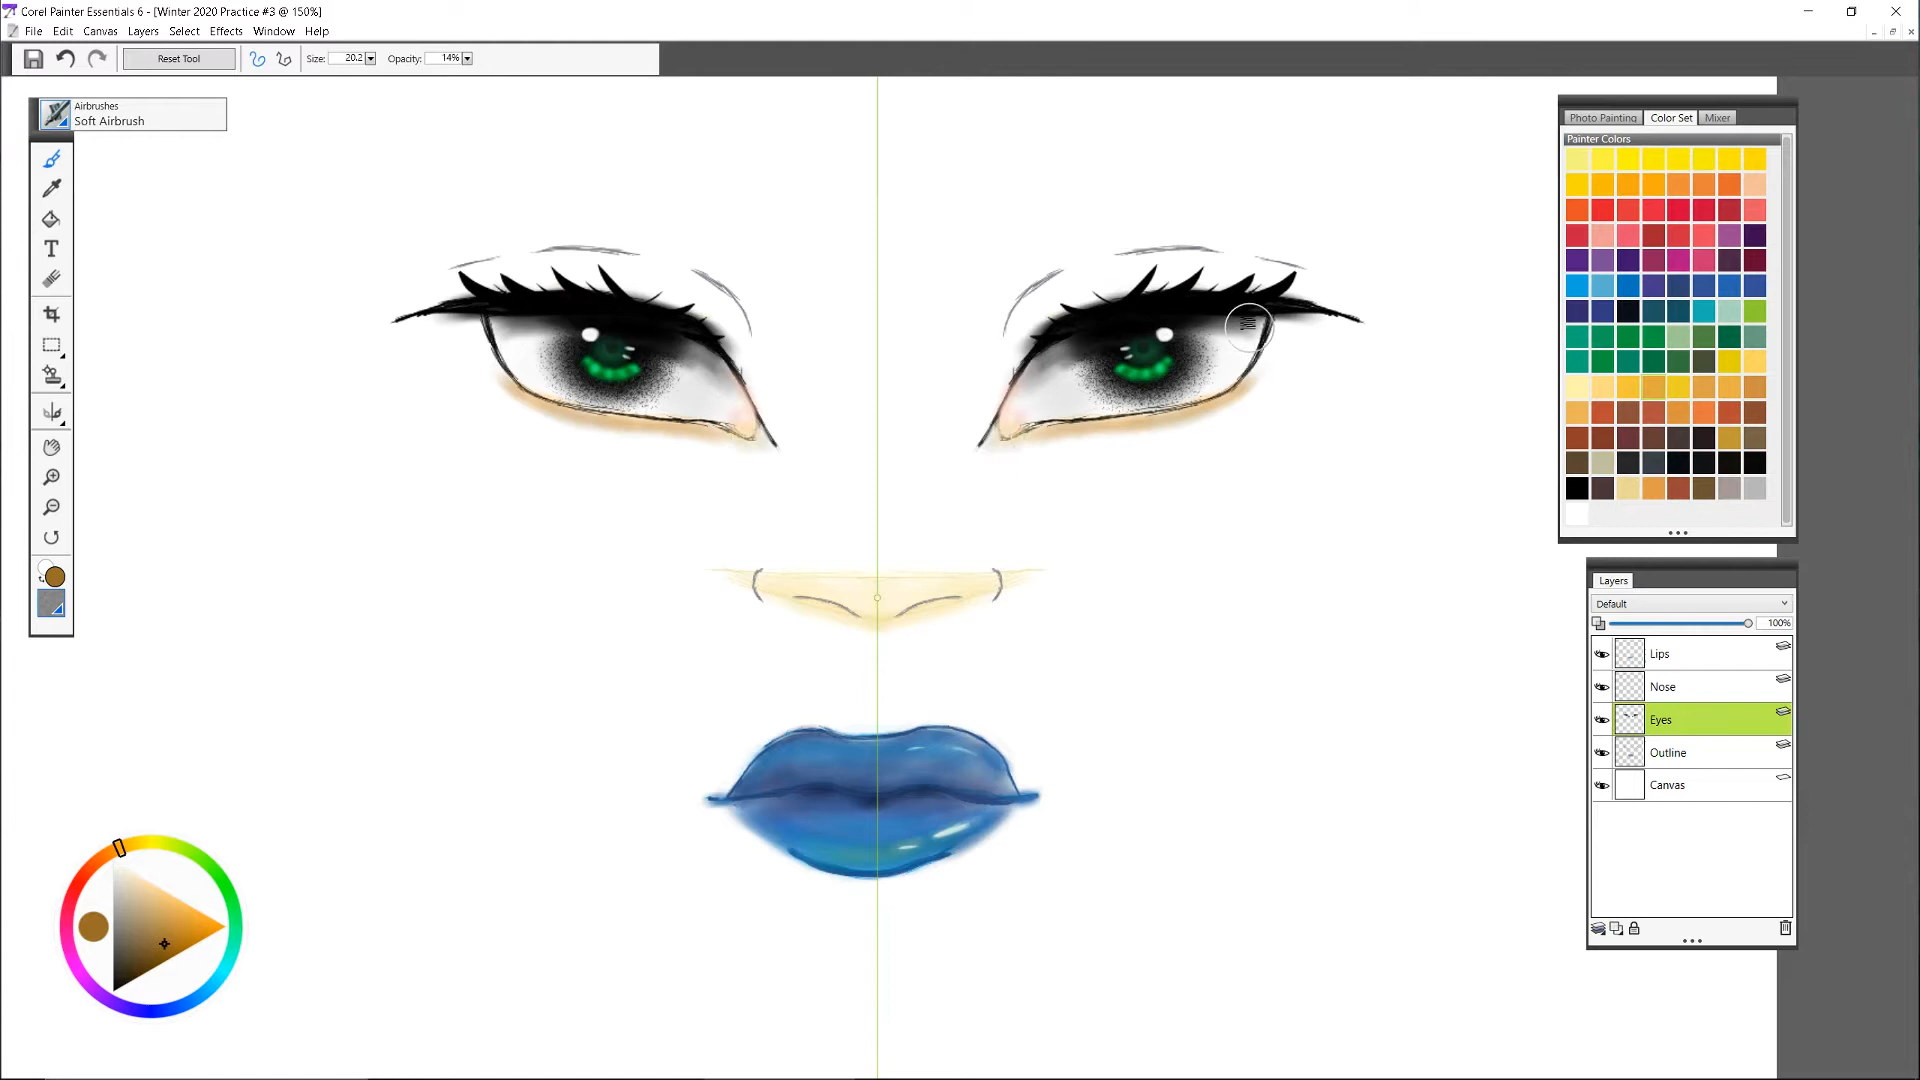 Corel Painter Essentials 6 - [Winter 2020 Practice #3 @ 150%]
File Edit Canvas Layers Select Effects Window Help
Reset Tool Size: 20.2 Opacity: 14%
Airbrushes
Soft Airbrush
T
Photo Painting Color Set Mixer
Painter Colors
Layers
Default
100%
Lips
Nose
Eyes
Outline
Canvas